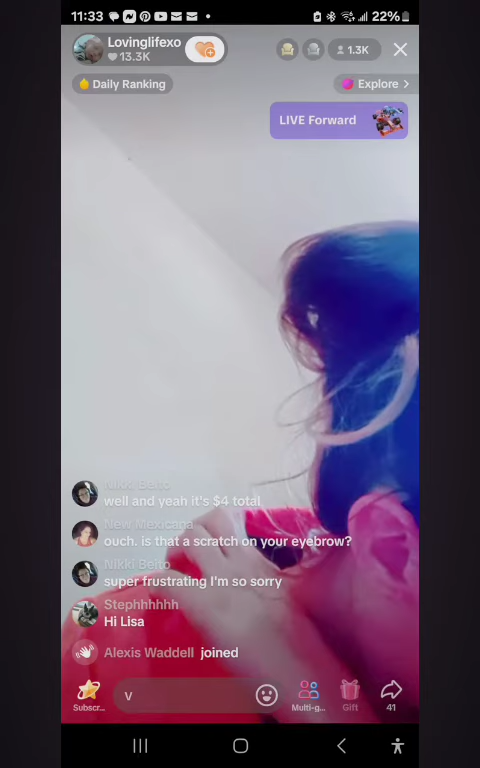 11:33
22%
Lovinglifexo
13.3K
1.3K
Daily Ranking
Explore >
LIVE Forward
Nikki Beito
well and yeah it's $4 total
New Mexicana
ouch. is that a scratch on your eyebrow?
Nikki Beito
super frustrating I'm so sorry
Stephhhhhh
Hi Lisa
Alexis Waddell joined
V
Subscr...
Multi-g...
Gift
41